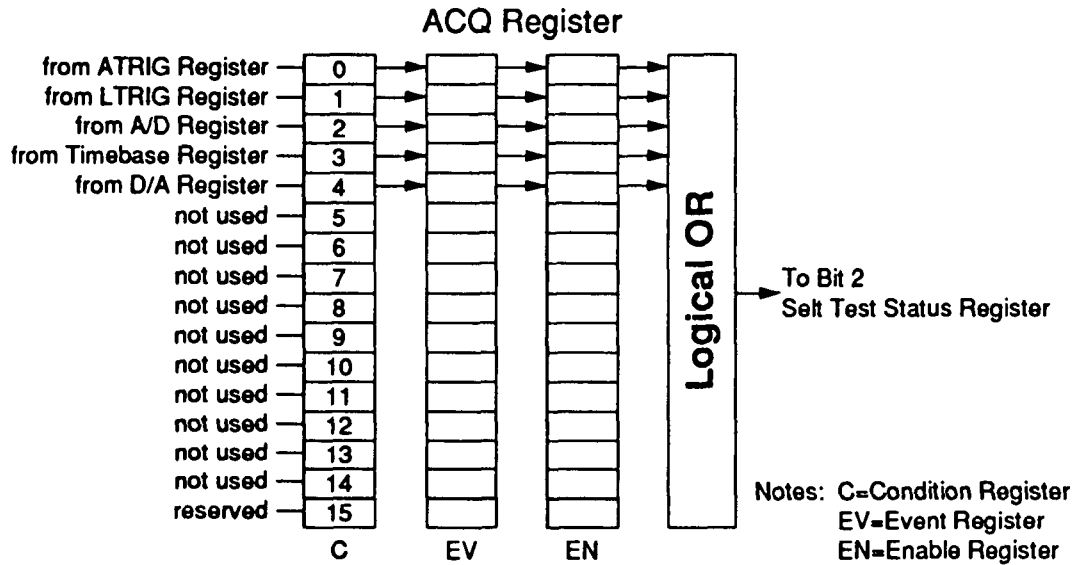 ACQ Register
from ATRIG Register 0
from LTRIG Register 1
from A/D Register 2
from Timebase Register 3
from D/A Register 4
not used 5
not used 6
not used 7
not used 8
not used 9
not used 10
not used 11
not used 12
not used 13
not used 14
reserved 15
C EV EN
Logical OR
To Bit 2
Selt Test Status Register
Notes: C=Condition Register
EV=Event Register
EN=Enable Register